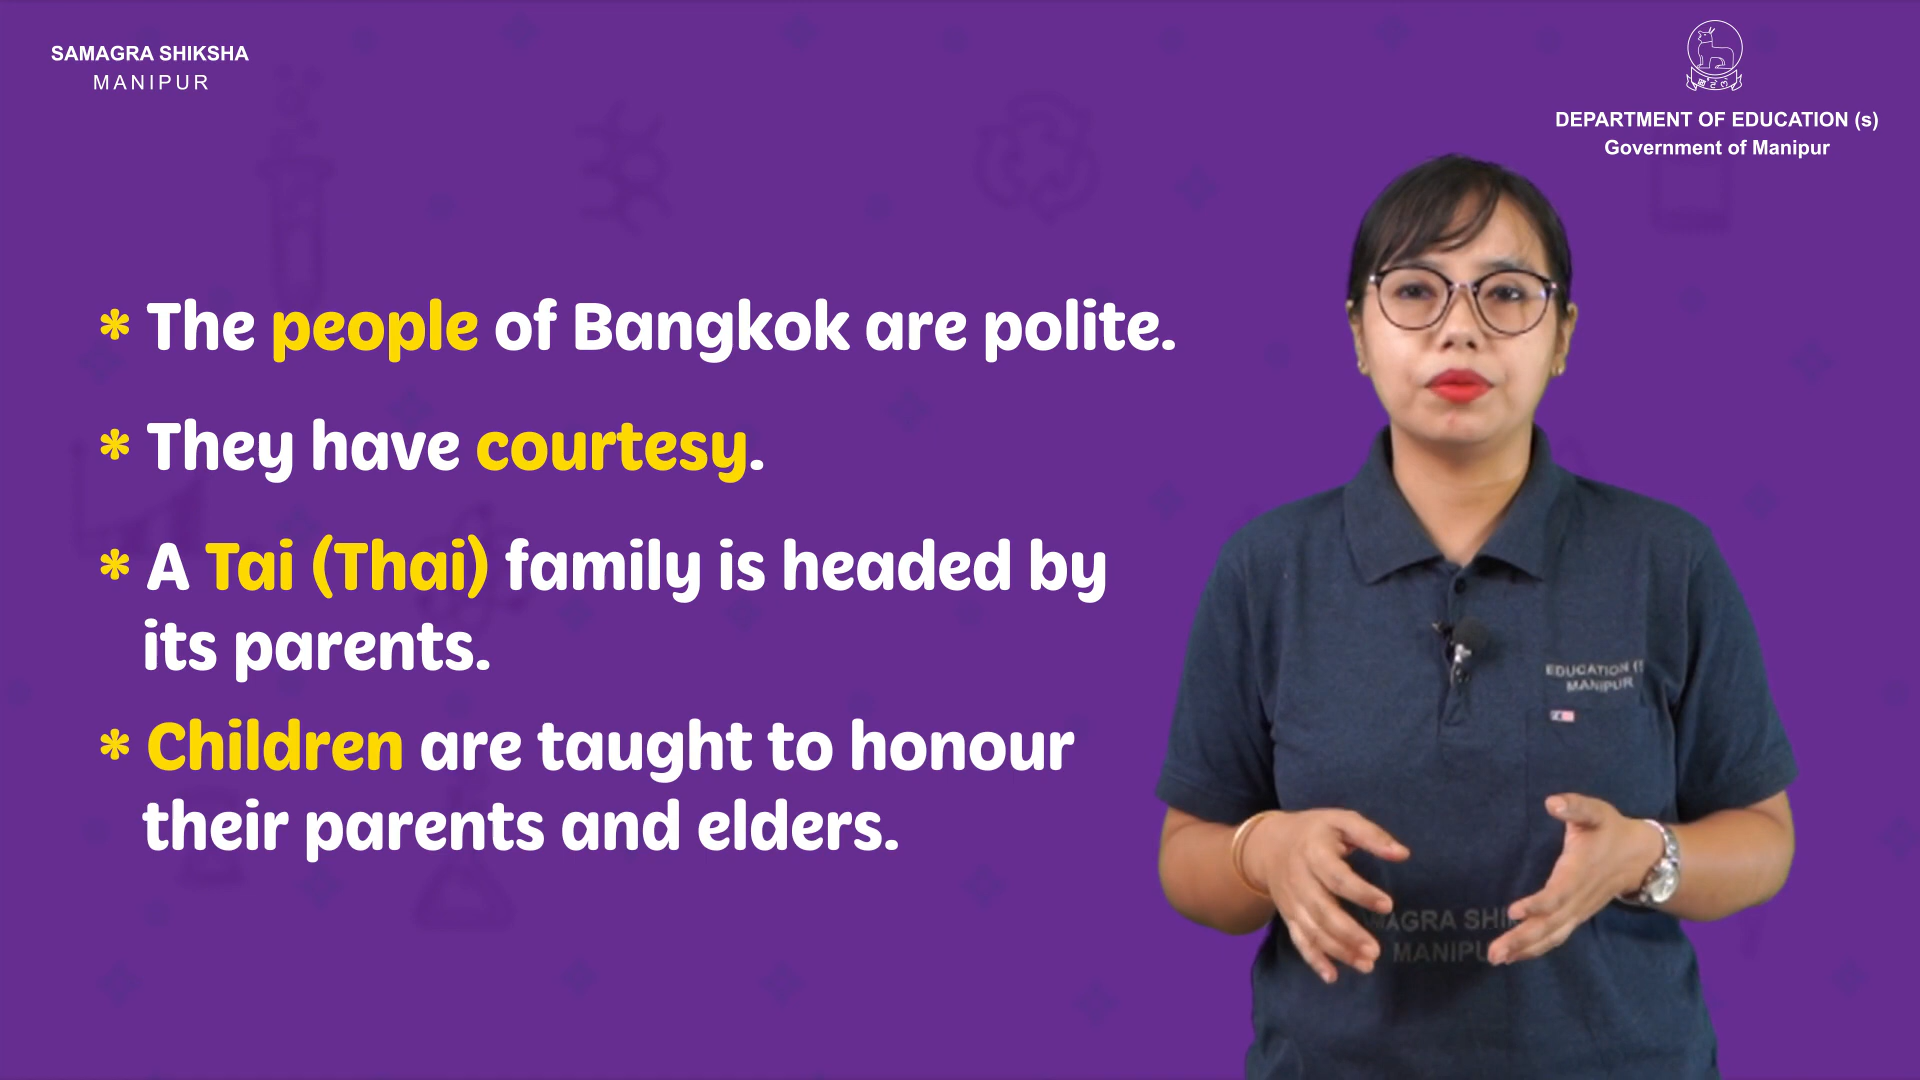 SAMAGRA SHIKSHA
MANIPUR
DEPARTMENT OF EDUCATION (s)
Government of Manipur
* The people of Bangkok are polite.
* They have courtesy.
* A Tai (Thai) family is headed by
its parents.
* Children are taught to honour
their parents and elders.
EDUCATION
MANIPUR